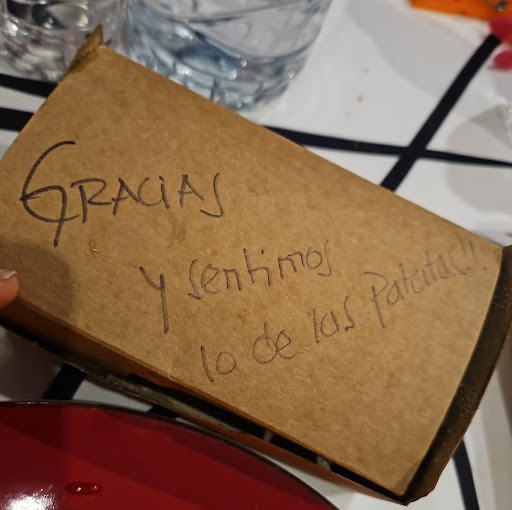 GRACIAS
y sentimos
lo de las patatas!!